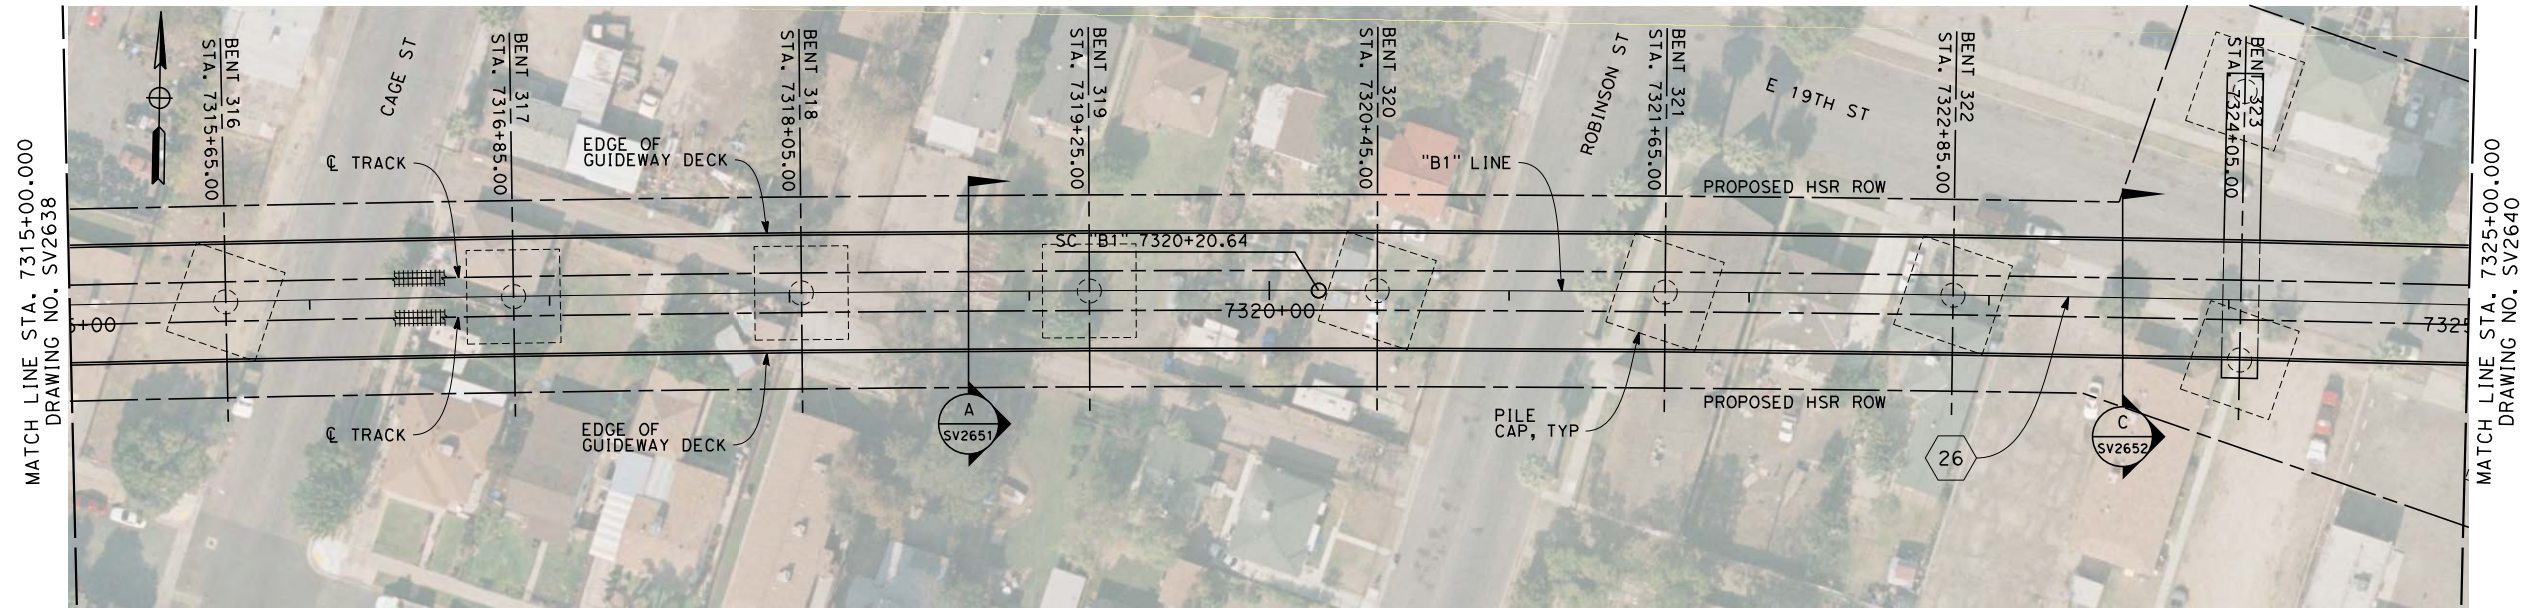 MATCH LINE STA. 7315+00.000
DRAWING NO. SV2638
BENT 316
STA. 7315+65.00
CAGE ST
BENT 317
STA. 7316+85.00
BENT 318
STA. 7318+05.00
BENT 319
STA. 7319+25.00
BENT 320
STA. 7320+45.00
ROBINSON ST
BENT 321
STA. 7321+65.00
E 19TH ST
BENT 322
STA. 7322+85.00
BENT 323
STA. 7324+05.00
℄ TRACK
EDGE OF
GUIDEWAY DECK
"B1" LINE
PROPOSED HSR ROW
SC "B1" 7320+20.64
7320+00
5+00
7325
℄ TRACK
EDGE OF
GUIDEWAY DECK
A
SV2651
PILE
CAP, TYP
PROPOSED HSR ROW
26
C
SV2652
MATCH LINE STA. 7325+00.000
DRAWING NO. SV2640